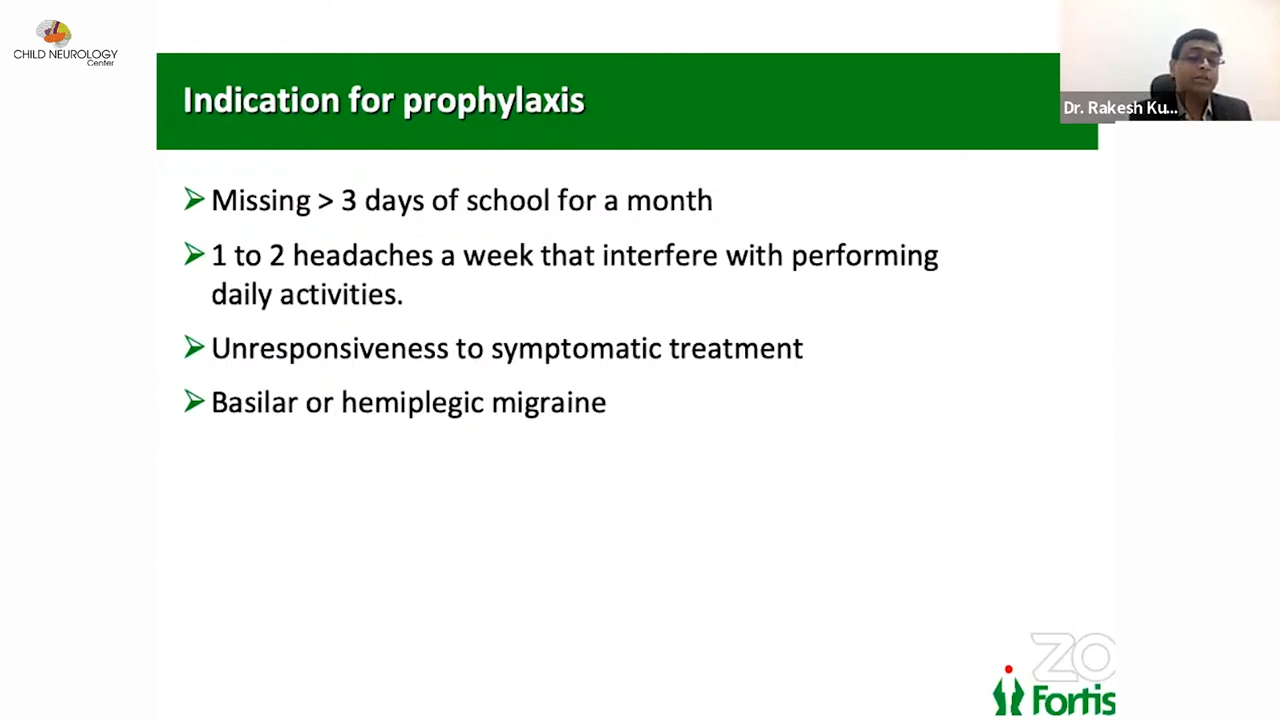 CHILD NEUROLOGY
Center
Indication for prophylaxis
Dr. Rakesh Ku...
➢ Missing > 3 days of school for a month
➢ 1 to 2 headaches a week that interfere with performing
daily activities.
➢ Unresponsiveness to symptomatic treatment
➢ Basilar or hemiplegic migraine
ZO
Fortis